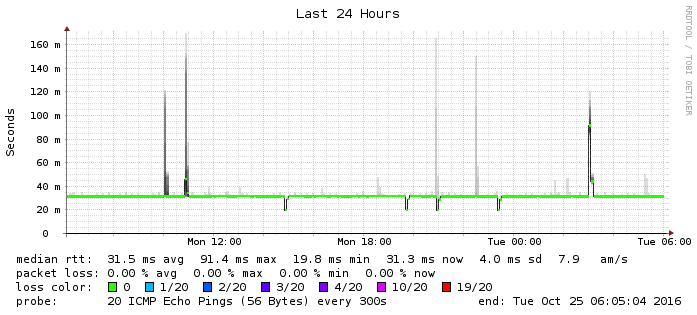 Last 24 Hours
RRDTOOL / TOBI OETIKER
Seconds
160 m
140 m
120 m
100 m
80 m
60 m
40 m
20 m
0
Mon 12:00 Mon 18:00 Tue 00:00 Tue 06:00
median rtt: 31.5 ms avg 91.4 ms max 19.8 ms min 31.3 ms now 4.0 ms sd 7.9 am/s
packet loss: 0.00 % avg 0.00 % max 0.00 % min 0.00 % now
loss color: 0 1/20 2/20 3/20 4/20 10/20 19/20
probe: 20 ICMP Echo Pings (56 Bytes) every 300s end: Tue Oct 25 06:05:04 2016